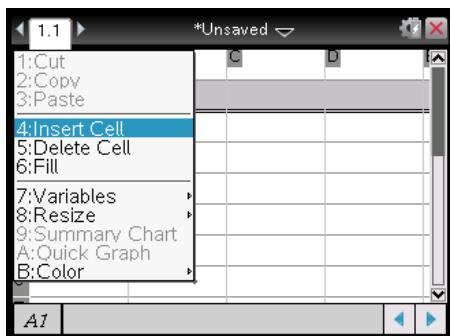 1.1 *Unsaved
C D
1:Cut
2:Copy
3:Paste
4:Insert Cell
5:Delete Cell
6:Fill
7:Variables
8:Resize
9:Summary Chart
A:Quick Graph
B:Color
A1